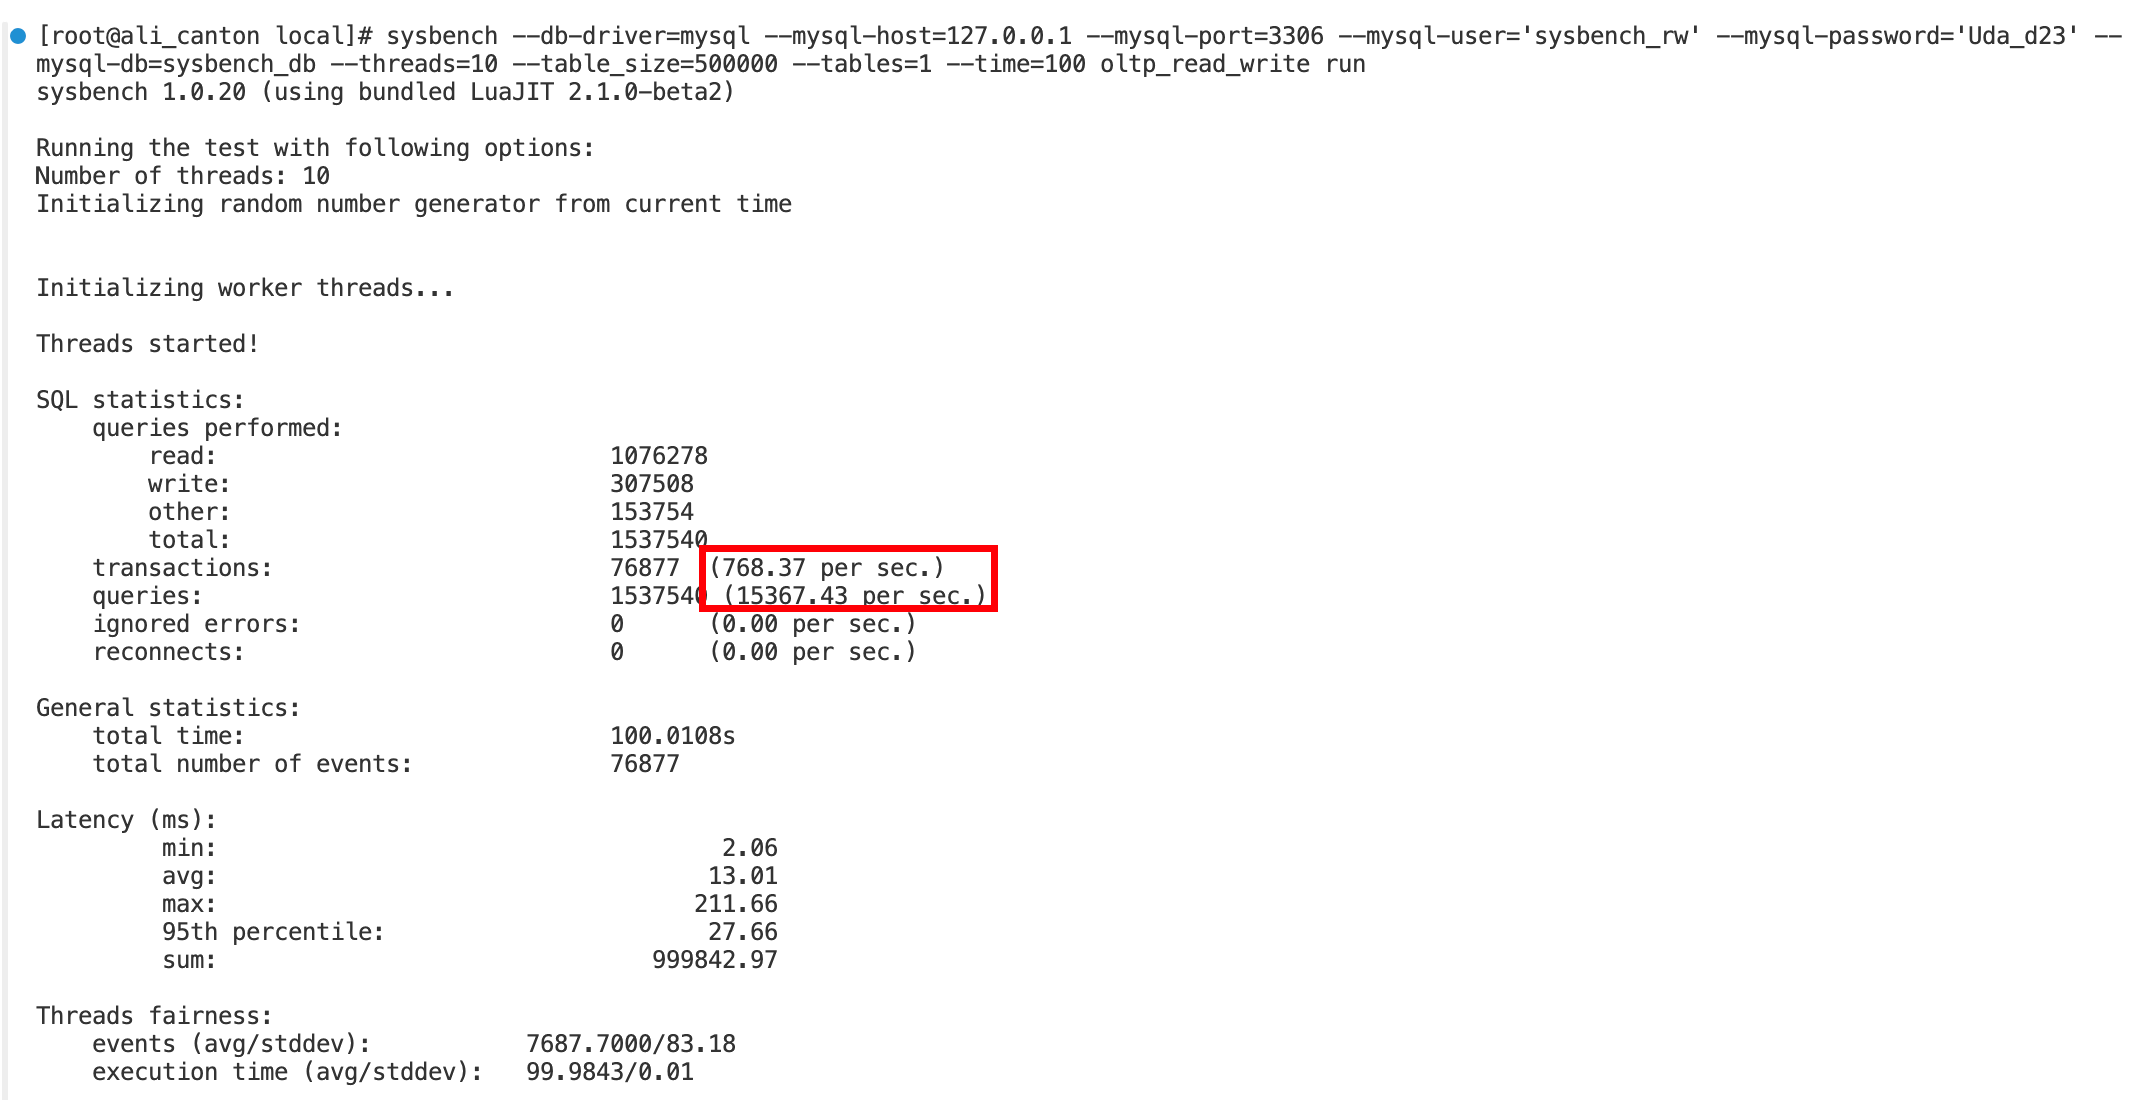 [root@ali_canton local]# sysbench --db-driver=mysql --mysql-host=127.0.0.1 --mysql-port=3306 --mysql-user='sysbench_rw' --mysql-password='Uda_d23' --
mysql-db=sysbench_db --threads=10 --table_size=500000 --tables=1 --time=100 oltp_read_write run
sysbench 1.0.20 (using bundled LuaJIT 2.1.0-beta2)
Running the test with following options:
Number of threads: 10
Initializing random number generator from current time
Initializing worker threads...
Threads started!
SQL statistics:
queries performed:
read: 1076278
write: 307508
other: 153754
total: 1537540
transactions: 76877 (768.37 per sec.)
queries: 1537540 (15367.43 per sec.)
ignored errors: 0 (0.00 per sec.)
reconnects: 0 (0.00 per sec.)
General statistics:
total time: 100.0108s
total number of events: 76877
Latency (ms):
min: 2.06
avg: 13.01
max: 211.66
95th percentile: 27.66
sum: 999842.97
Threads fairness:
events (avg/stddev): 7687.7000/83.18
execution time (avg/stddev): 99.9843/0.01